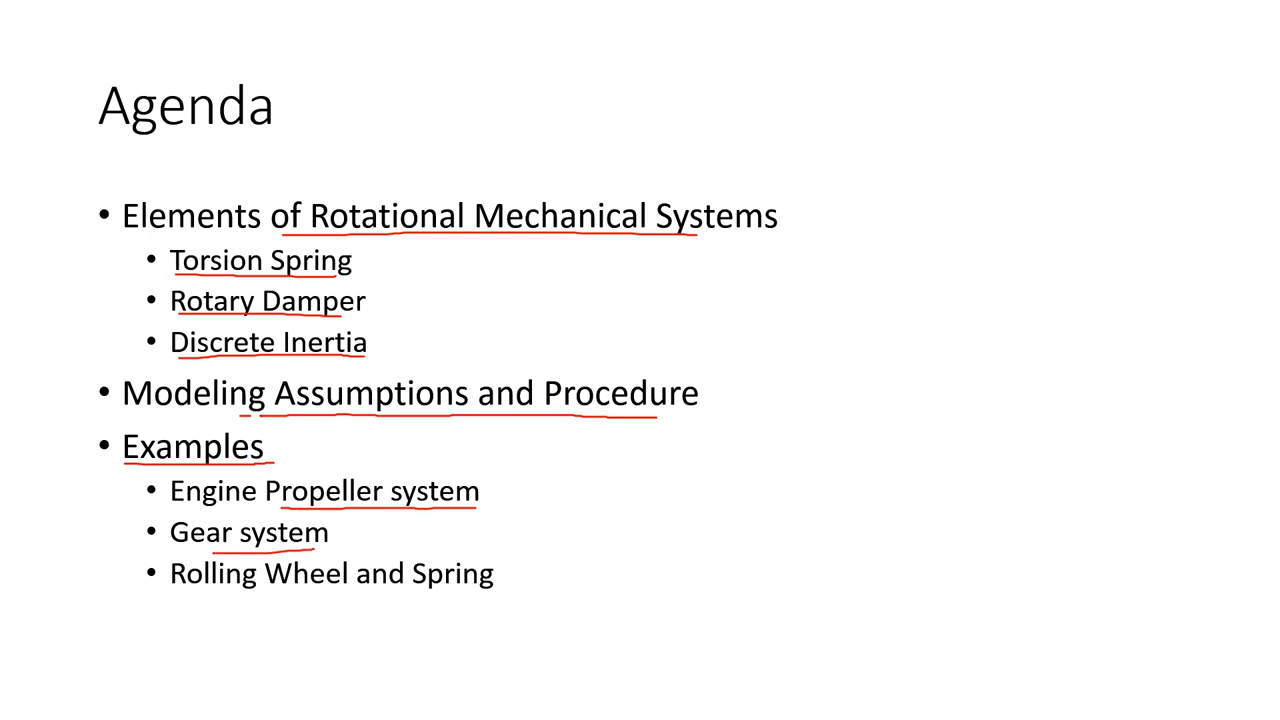 Agenda
• Elements of Rotational Mechanical Systems
• Torsion Spring
• Rotary Damper
• Discrete Inertia
• Modeling Assumptions and Procedure
• Examples
• Engine Propeller system
• Gear system
• Rolling Wheel and Spring